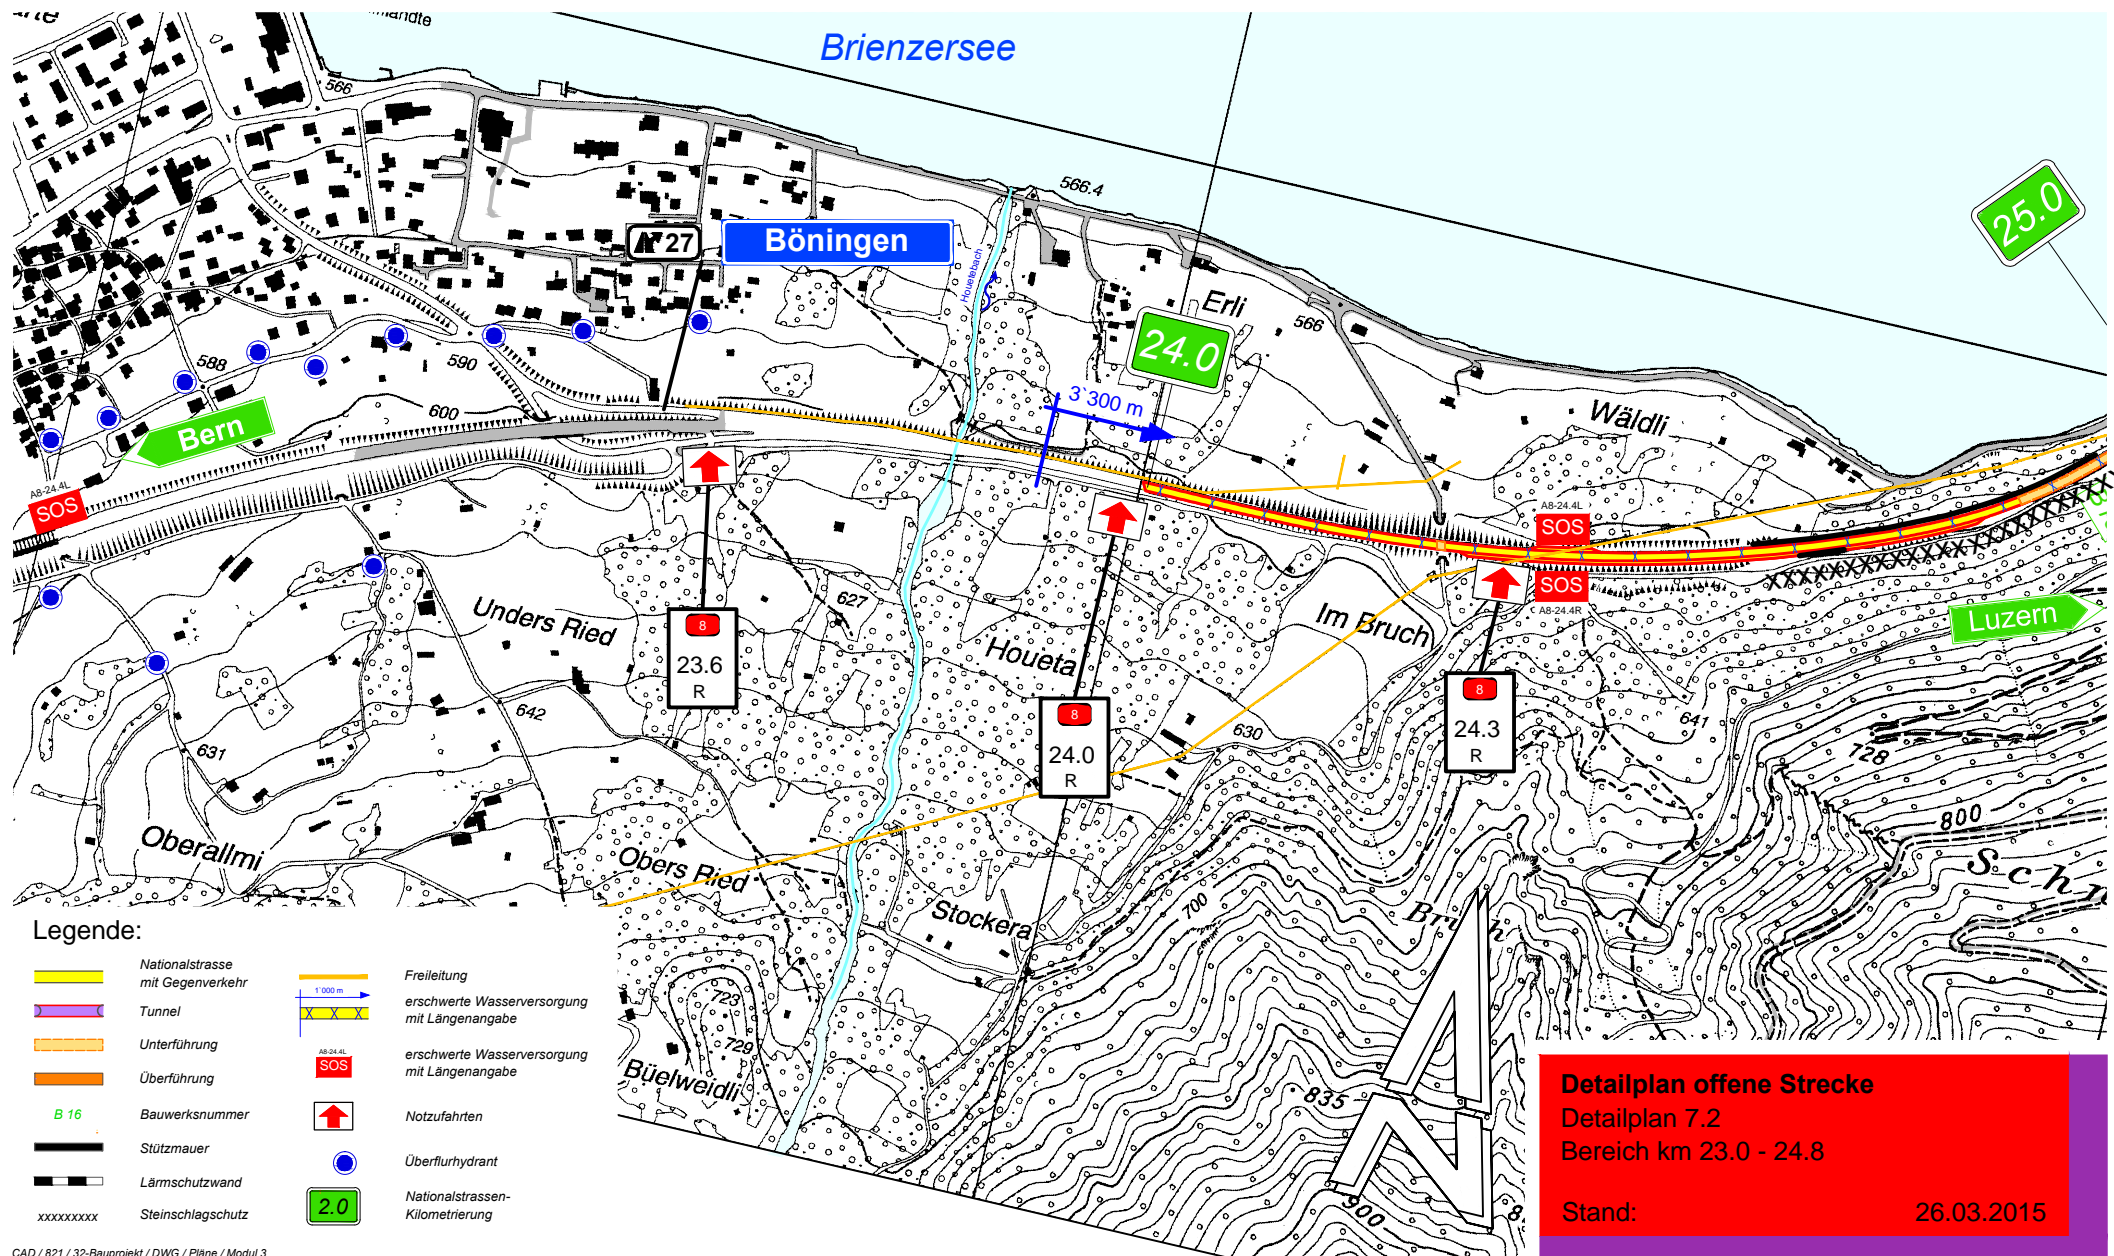 Brienzersee
566
566.4
25.0
27
Böningen
Houetebach
Erli
566
24.0
588
590
3`300 m
600
Wäldli
Bern
A8-24.4L
SOS
A8-24.4L
SOS
SOS
A8-24.4R
Luzern
627
Unders Ried
Im Bruch
Houeta
8
23.6
R
8
24.0
R
8
24.3
R
642
631
630
641
728
800
Oberallmi
Obers Ried
Stockera
700
723
729
Büelweidli
835
900
Legende:
Nationalstrasse
mit Gegenverkehr
Tunnel
Unterführung
Überführung
B 16
Bauwerksnummer
Stützmauer
Lärmschutzwand
xxxxxxxxx
Steinschlagschutz
Freileitung
1`000 m
erschwerte Wasserversorgung
mit Längenangabe
A8-24.4L
SOS
erschwerte Wasserversorgung
mit Längenangabe
Notzufahrten
Überflurhydrant
2.0
Nationalstrassen-
Kilometrierung
Detailplan offene Strecke
Detailplan 7.2
Bereich km 23.0 - 24.8
Stand: 26.03.2015
CAD / 821 / 32-Bauprojekt / DWG / Pläne / Modul 3